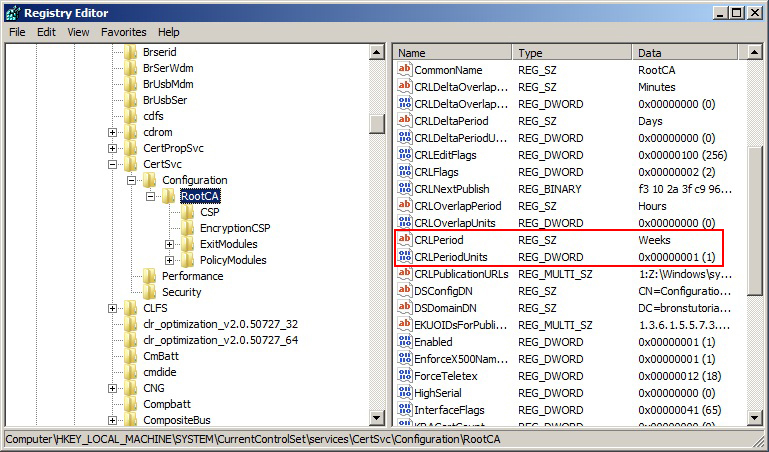 Registry Editor
File Edit View Favorites Help
Brserid
BrSerWdm
BrUsbMdm
BrUsbSer
cdfs
cdrom
CertPropSvc
CertSvc
Configuration
RootCA
CSP
EncryptionCSP
ExitModules
PolicyModules
Performance
Security
CLFS
clr_optimization_v2.0.50727_32
clr_optimization_v2.0.50727_64
CmBatt
cmdide
CNG
Compbatt
CompositeBus
Name Type Data
CommonName REG_SZ RootCA
CRLDeltaOverlap... REG_SZ Minutes
CRLDeltaOverlap... REG_DWORD 0x00000000 (0)
CRLDeltaPeriod REG_SZ Days
CRLDeltaPeriodU... REG_DWORD 0x00000000 (0)
CRLEditFlags REG_DWORD 0x00000100 (256)
CRLFlags REG_DWORD 0x00000002 (2)
CRLNextPublish REG_BINARY f3 10 2a 3f c9 96...
CRLOverlapPeriod REG_SZ Hours
CRLOverlapUnits REG_DWORD 0x00000000 (0)
CRLPeriod REG_SZ Weeks
CRLPeriodUnits REG_DWORD 0x00000001 (1)
CRLPublicationURLs REG_MULTI_SZ 1:Z:\Windows\sy...
DSConfigDN REG_SZ CN=Configuratio...
DSDomainDN REG_SZ DC=bronstutoria...
EKUOIDsForPubli... REG_MULTI_SZ 1.3.6.1.5.5.7.3....
Enabled REG_DWORD 0x00000001 (1)
EnforceX500Nam... REG_DWORD 0x00000001 (1)
ForceTeletex REG_DWORD 0x00000012 (18)
HighSerial REG_DWORD 0x00000000 (0)
InterfaceFlags REG_DWORD 0x00000041 (65)
KRACertCount REG_DWORD 0x00000000 (0)
Computer\HKEY_LOCAL_MACHINE\SYSTEM\CurrentControlSet\services\CertSvc\Configuration\RootCA